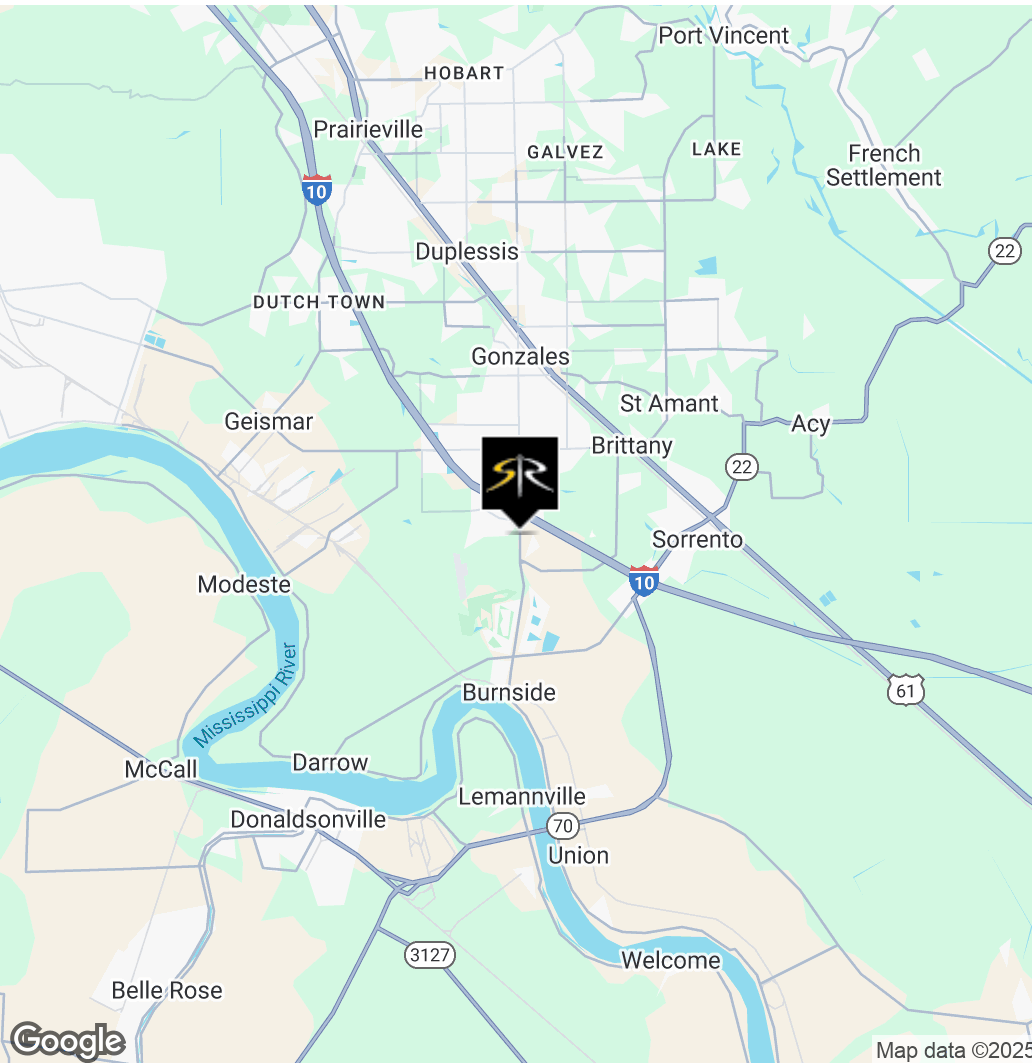 Port Vincent
HOBART
Prairieville
GALVEZ
LAKE
French
Settlement
10
Duplessis
22
DUTCH TOWN
Gonzales
St Amant
Geismar
Acy
Brittany
22
SR
Sorrento
10
Modeste
Mississippi River
Burnside
61
Darrow
McCall
Lemannville
Donaldsonville
70
Union
3127
Welcome
Belle Rose
Google
Map data ©2025